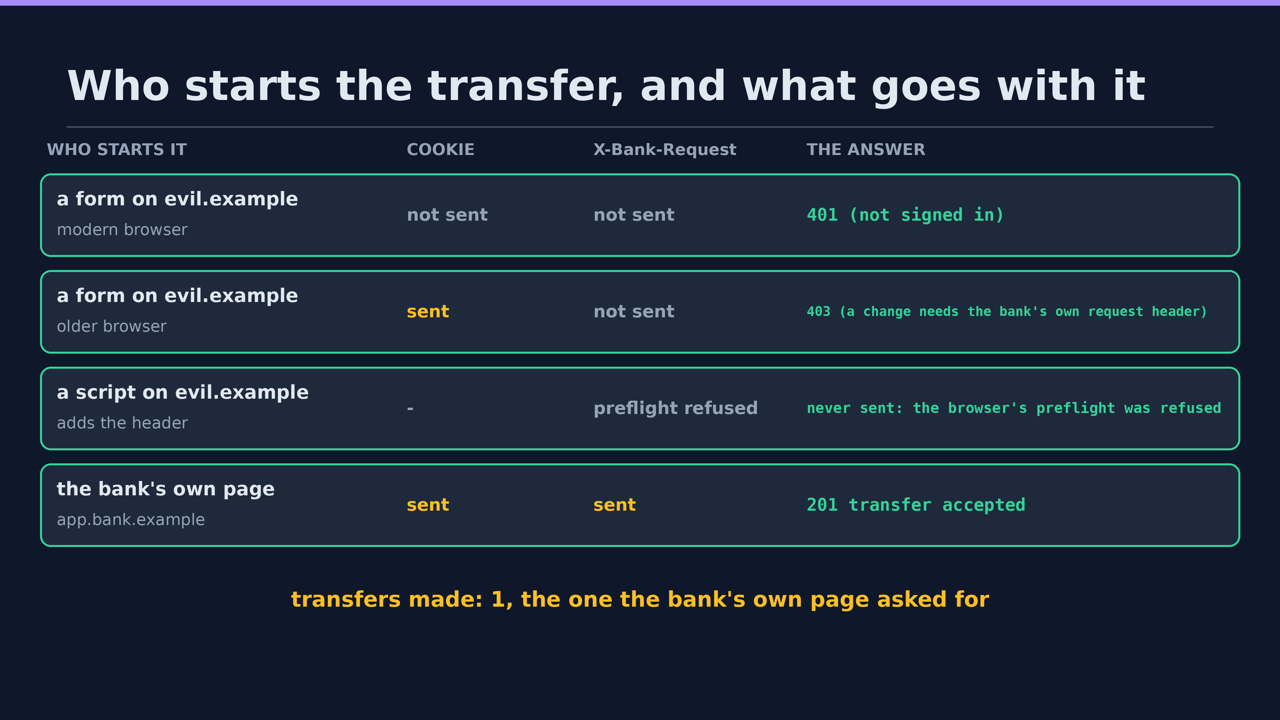 Who starts the transfer, and what goes with it
WHO STARTS IT COOKIE X-Bank-Request THE ANSWER
a form on evil.example
modern browser
not sent not sent 401 (not signed in)
a form on evil.example
older browser
sent not sent 403 (a change needs the bank's own request header)
a script on evil.example
adds the header
- preflight refused never sent: the browser's preflight was refused
the bank's own page
app.bank.example
sent sent 201 transfer accepted
transfers made: 1, the one the bank's own page asked for